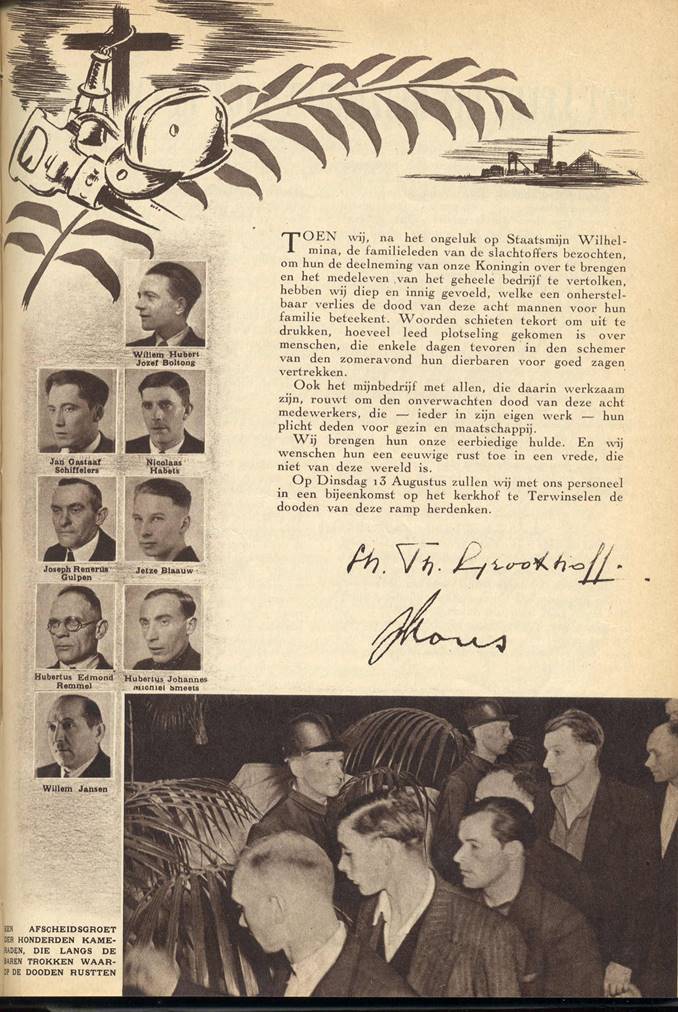 TOEN wij, na het ongeluk op Staatsmijn Wilhel-
mina, de familieleden van de slachtoffers bezochten,
om hun de deelneming van onze Koningin over te brengen
en het medeleven van het geheele bedrijf te vertolken,
hebben wij diep en innig gevoeld, welke een onherstel-
baar verlies de dood van deze acht mannen voor hun
familie beteekent. Woorden schieten tekort om uit te
drukken, hoeveel leed plotseling gekomen is over
menschen, die enkele dagen tevoren in den schemer
van den zomeravond hun dierbaren voor goed zagen
vertrekken.
Ook het mijnbedrijf met allen, die daarin werkzaam
zijn, rouwt om den onverwachten dood van deze acht
medewerkers, die — ieder in zijn eigen werk — hun
plicht deden voor gezin en maatschappij.
Wij brengen hun onze eerbiedige hulde. En wij
wenschen hun een eeuwige rust toe in een vrede, die
niet van deze wereld is.
Op Dinsdag 13 Augustus zullen wij met ons personeel
in een bijeenkomst op het kerkhof te Terwinselen de
dooden van deze ramp herdenken.
Ch. Th. Groothoff.
Willem Hubert
Jozef Boltong
Jan Gastaaf
Schiffelers
Nicolaas
Habets
Joseph Renerus
Gulpen
Jetze Blaauw
Hubertus Edmond
Remmel
Hubertus Johannes
Michiel Smeets
Willem Jansen
EEN AFSCHEIDSGROET
DER HONDERDEN KAME-
RADEN, DIE LANGS DE
BAREN TROKKEN WAAR-
OP DE DOODEN RUSTTEN